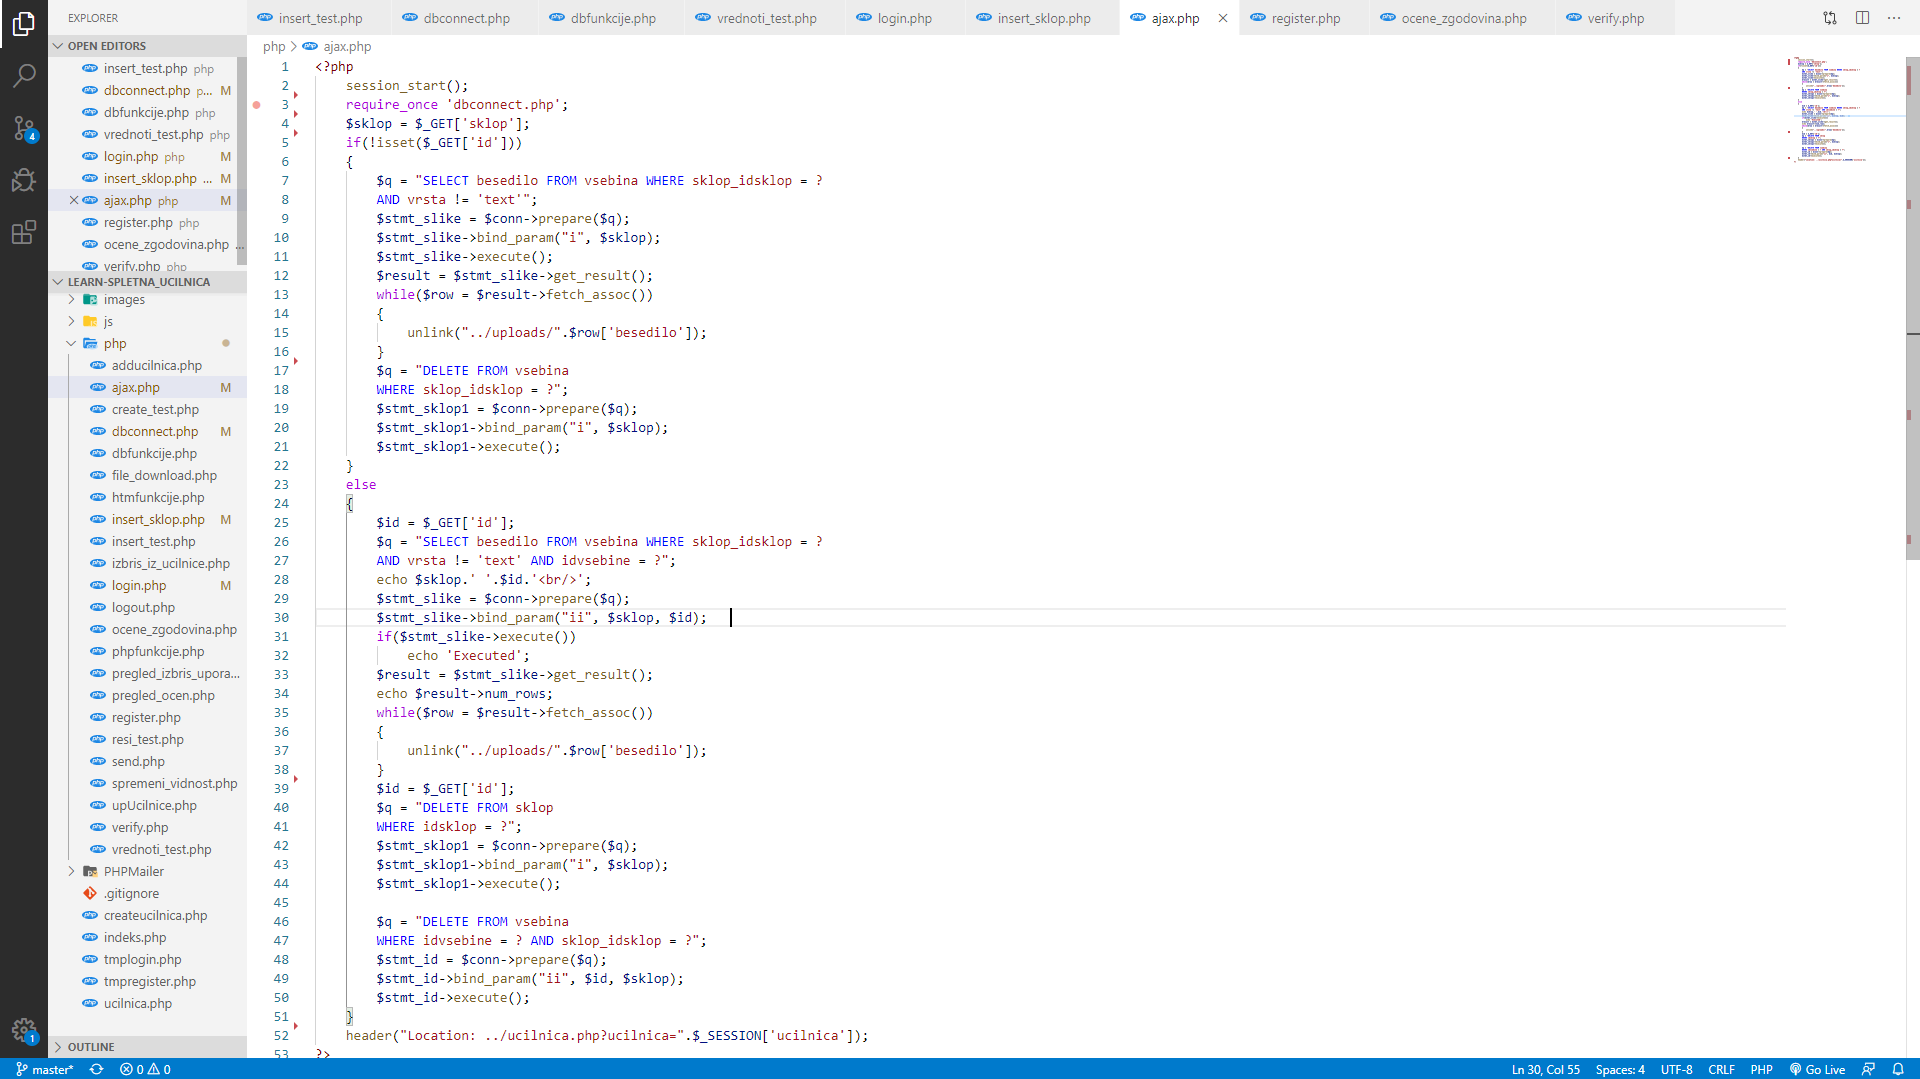 EXPLORER
OPEN EDITORS
insert_test.php php
dbconnect.php p... M
dbfunkcije.php php
vrednoti_test.php php
login.php php M
insert_sklop.php ... M
ajax.php php M
register.php php
ocene_zgodovina.php ...
verify.php php
LEARN-SPLETNA_UCILNICA
images
js
php
adducilnica.php
ajax.php M
create_test.php
dbconnect.php M
dbfunkcije.php
file_download.php
htmfunkcije.php
insert_sklop.php M
insert_test.php
izbris_iz_ucilnice.php
login.php M
logout.php
ocene_zgodovina.php
phpfunkcije.php
pregled_izbris_upora...
pregled_ocen.php
register.php
resi_test.php
send.php
spremeni_vidnost.php
upUcilnice.php
verify.php
vrednoti_test.php
PHPMailer
.gitignore
createucilnica.php
indeks.php
tmplogin.php
tmpregister.php
ucilnica.php
OUTLINE
4
1
insert_test.php dbconnect.php dbfunkcije.php vrednoti_test.php login.php insert_sklop.php ajax.php register.php ocene_zgodovina.php verify.php
php > ajax.php
1 <?php
2 session_start();
3 require_once 'dbconnect.php';
4 $sklop = $_GET['sklop'];
5 if(!isset($_GET['id']))
6 {
7 $q = "SELECT besedilo FROM vsebina WHERE sklop_idsklop = ?
8 AND vrsta != 'text'";
9 $stmt_slike = $conn->prepare($q);
10 $stmt_slike->bind_param("i", $sklop);
11 $stmt_slike->execute();
12 $result = $stmt_slike->get_result();
13 while($row = $result->fetch_assoc())
14 {
15 unlink("../uploads/".$row['besedilo']);
16 }
17 $q = "DELETE FROM vsebina
18 WHERE sklop_idsklop = ?";
19 $stmt_sklop1 = $conn->prepare($q);
20 $stmt_sklop1->bind_param("i", $sklop);
21 $stmt_sklop1->execute();
22 }
23 else
24 {
25 $id = $_GET['id'];
26 $q = "SELECT besedilo FROM vsebina WHERE sklop_idsklop = ?
27 AND vrsta != 'text' AND idvsebine = ?";
28 echo $sklop.' '.$id.'<br/>';
29 $stmt_slike = $conn->prepare($q);
30 $stmt_slike->bind_param("ii", $sklop, $id);
31 if($stmt_slike->execute())
32 echo 'Executed';
33 $result = $stmt_slike->get_result();
34 echo $result->num_rows;
35 while($row = $result->fetch_assoc())
36 {
37 unlink("../uploads/".$row['besedilo']);
38 }
39 $id = $_GET['id'];
40 $q = "DELETE FROM sklop
41 WHERE idsklop = ?";
42 $stmt_sklop1 = $conn->prepare($q);
43 $stmt_sklop1->bind_param("i", $sklop);
44 $stmt_sklop1->execute();
45
46 $q = "DELETE FROM vsebina
47 WHERE idvsebine = ? AND sklop_idsklop = ?";
48 $stmt_id = $conn->prepare($q);
49 $stmt_id->bind_param("ii", $id, $sklop);
50 $stmt_id->execute();
51 }
52 header("Location: ../ucilnica.php?ucilnica=".$_SESSION['ucilnica']);
53 ?>
master* 0 0 Ln 30, Col 55 Spaces: 4 UTF-8 CRLF PHP Go Live